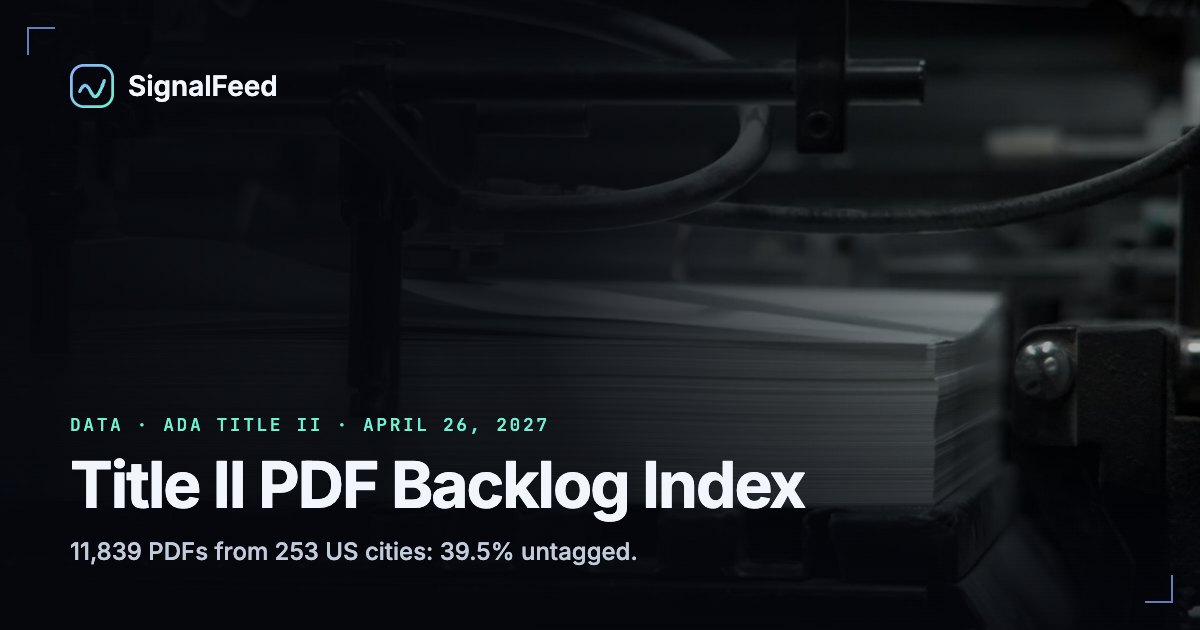 SignalFeed
DATA · ADA TITLE II · APRIL 26, 2027
Title II PDF Backlog Index
11,839 PDFs from 253 US cities: 39.5% untagged.